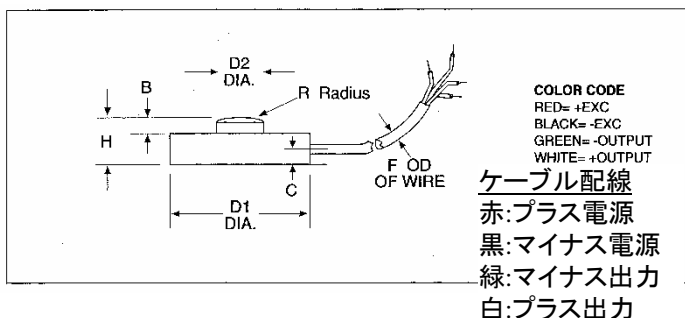 D2
DIA.
B
R Radius
H
C
D1
DIA.
F OD
OF WIRE
COLOR CODE
RED= +EXC
BLACK= -EXC
GREEN= -OUTPUT
WHITE= +OUTPUT
ケーブル配線
赤:プラス電源
黒:マイナス電源
緑:マイナス出力
白:プラス出力